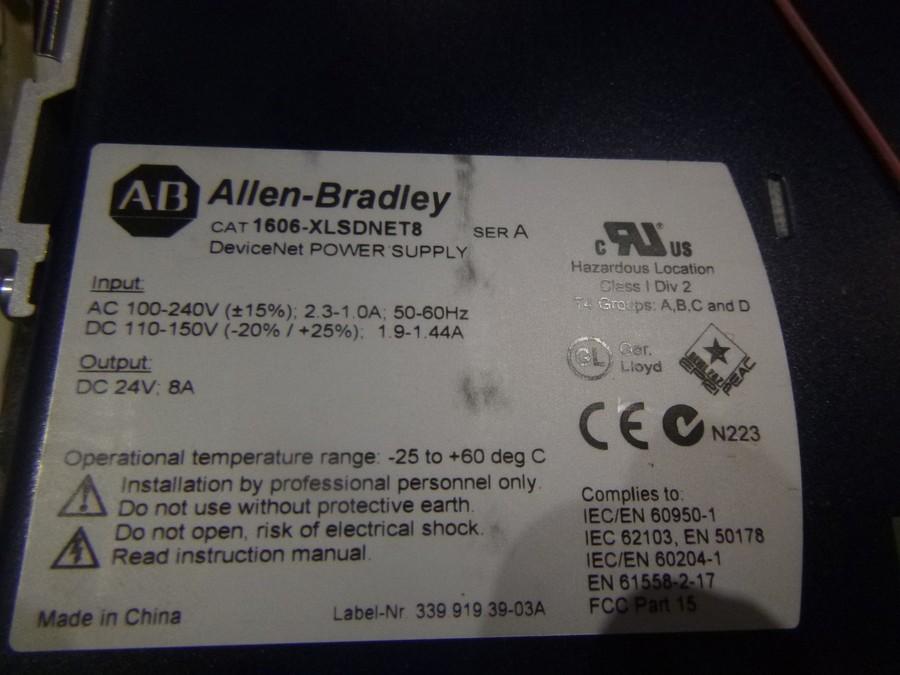 AB Allen-Bradley
CAT 1606-XLSDNET8 SER A
DeviceNet POWER SUPPLY
Input:
AC 100-240V (±15%); 2.3-1.0A; 50-60Hz
DC 110-150V (-20% / +25%); 1.9-1.44A
Output:
DC 24V; 8A
Operational temperature range: -25 to +60 deg C
Installation by professional personnel only.
Do not use without protective earth.
Do not open, risk of electrical shock.
Read instruction manual.
Made in China
Label-Nr. 339.919.39-03A
c RU US
Hazardous Location
Class I Div 2
T4 Groups: A,B,C and D
GL Ger.
Lloyd
SEMI F47
CE N223
Complies to:
IEC/EN 60950-1
IEC 62103, EN 50178
IEC/EN 60204-1
EN 61558-2-17
FCC Part 15